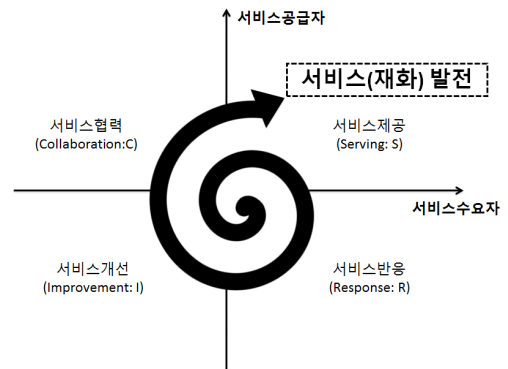 서비스공급자
서비스(재화) 발전
서비스협력
(Collaboration:C)
서비스제공
(Serving: S)
서비스수요자
서비스개선
(Improvement: I)
서비스반응
(Response: R)